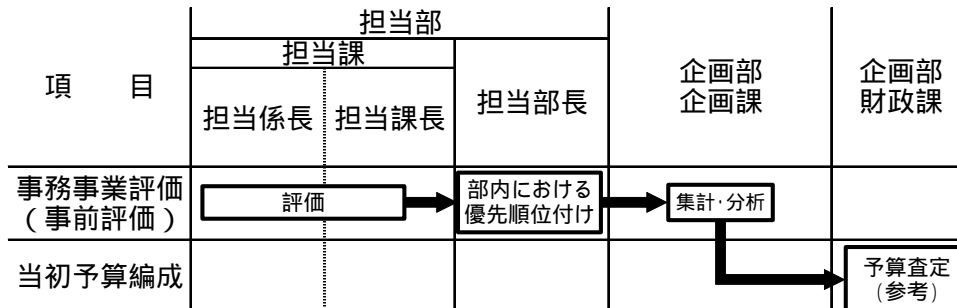 担当部
担当課
項　　目
担当係長
担当課長
担当部長
企画部
企画課
企画部
財政課
事務事業評価
(事前評価)
評価
部内における
優先順位付け
集計・分析
当初予算編成
予算査定
(参考)